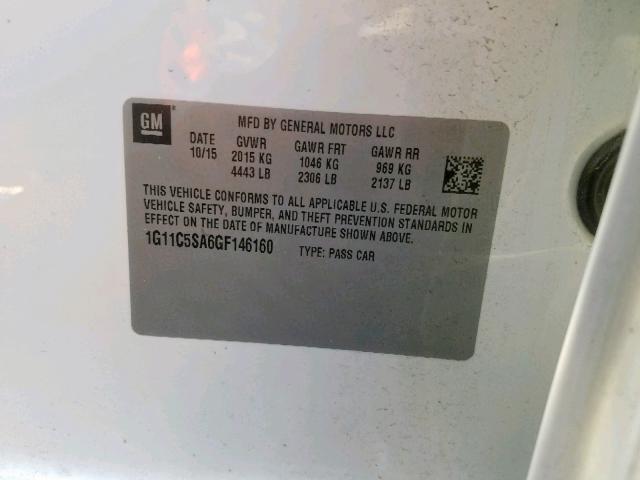 GM
MFD BY GENERAL MOTORS LLC
DATE GVWR GAWR FRT GAWR RR
10/15 2015 KG 1046 KG 969 KG
4443 LB 2306 LB 2137 LB
THIS VEHICLE CONFORMS TO ALL APPLICABLE U.S. FEDERAL MOTOR
VEHICLE SAFETY, BUMPER, AND THEFT PREVENTION STANDARDS IN
EFFECT ON THE DATE OF MANUFACTURE SHOWN ABOVE.
1G11C5SA6GF146160 TYPE: PASS CAR